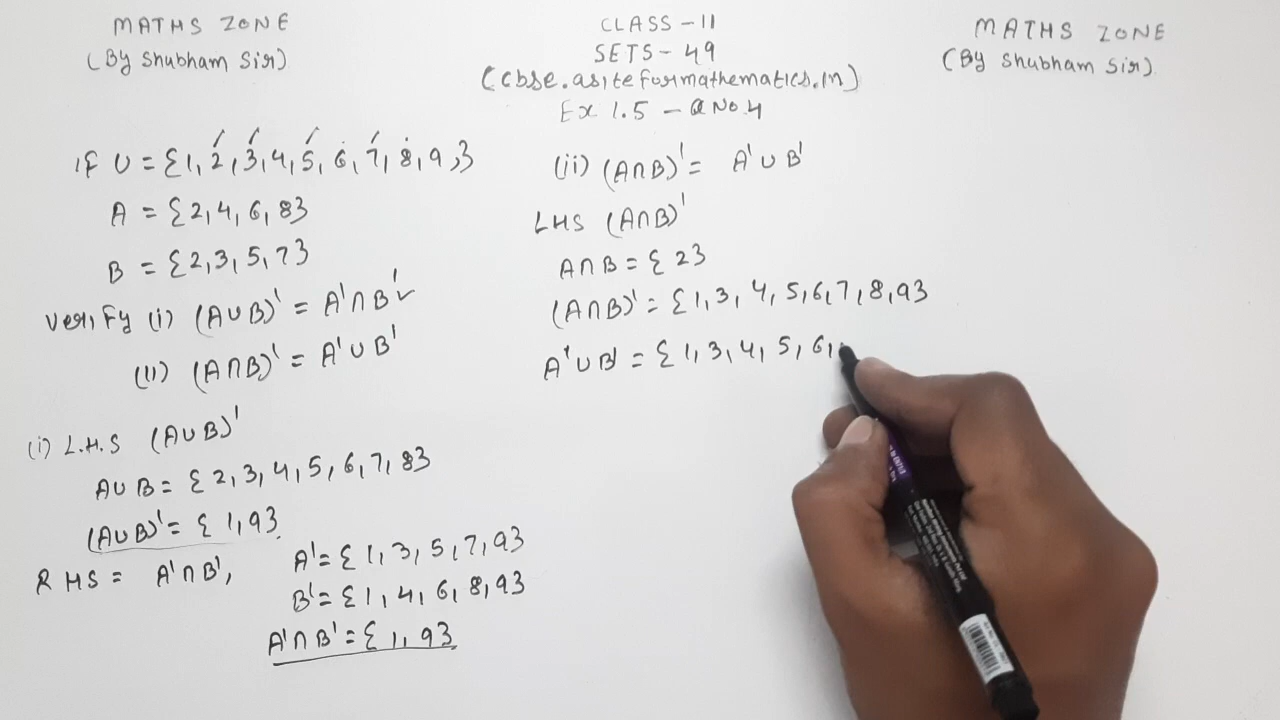 MATHS ZONE
(By Shubham Sir)
CLASS - 11
SETS - 49
(cbse.asiteformathematics.in)
Ex 1.5 - Q No. 4
MATHS ZONE
(By Shubham Sir)
if U = {1, 2, 3, 4, 5, 6, 7, 8, 9,}
A = {2, 4, 6, 8}
B = {2, 3, 5, 7}
Verify (i) (A∪B)' = A'∩B' ✓
(ii) (A∩B)' = A'∪B'
(i) L.H.S (A∪B)'
A∪B = {2, 3, 4, 5, 6, 7, 8}
(A∪B)' = {1, 9}
RHS = A'∩B',
A' = {1, 3, 5, 7, 9}
B' = {1, 4, 6, 8, 9}
A'∩B' = {1, 9}
(ii) (A∩B)' = A'∪B'
LHS (A∩B)'
A∩B = {2}
(A∩B)' = {1, 3, 4, 5, 6, 7, 8, 9}
A'∪B' = {1, 3, 4, 5, 6,